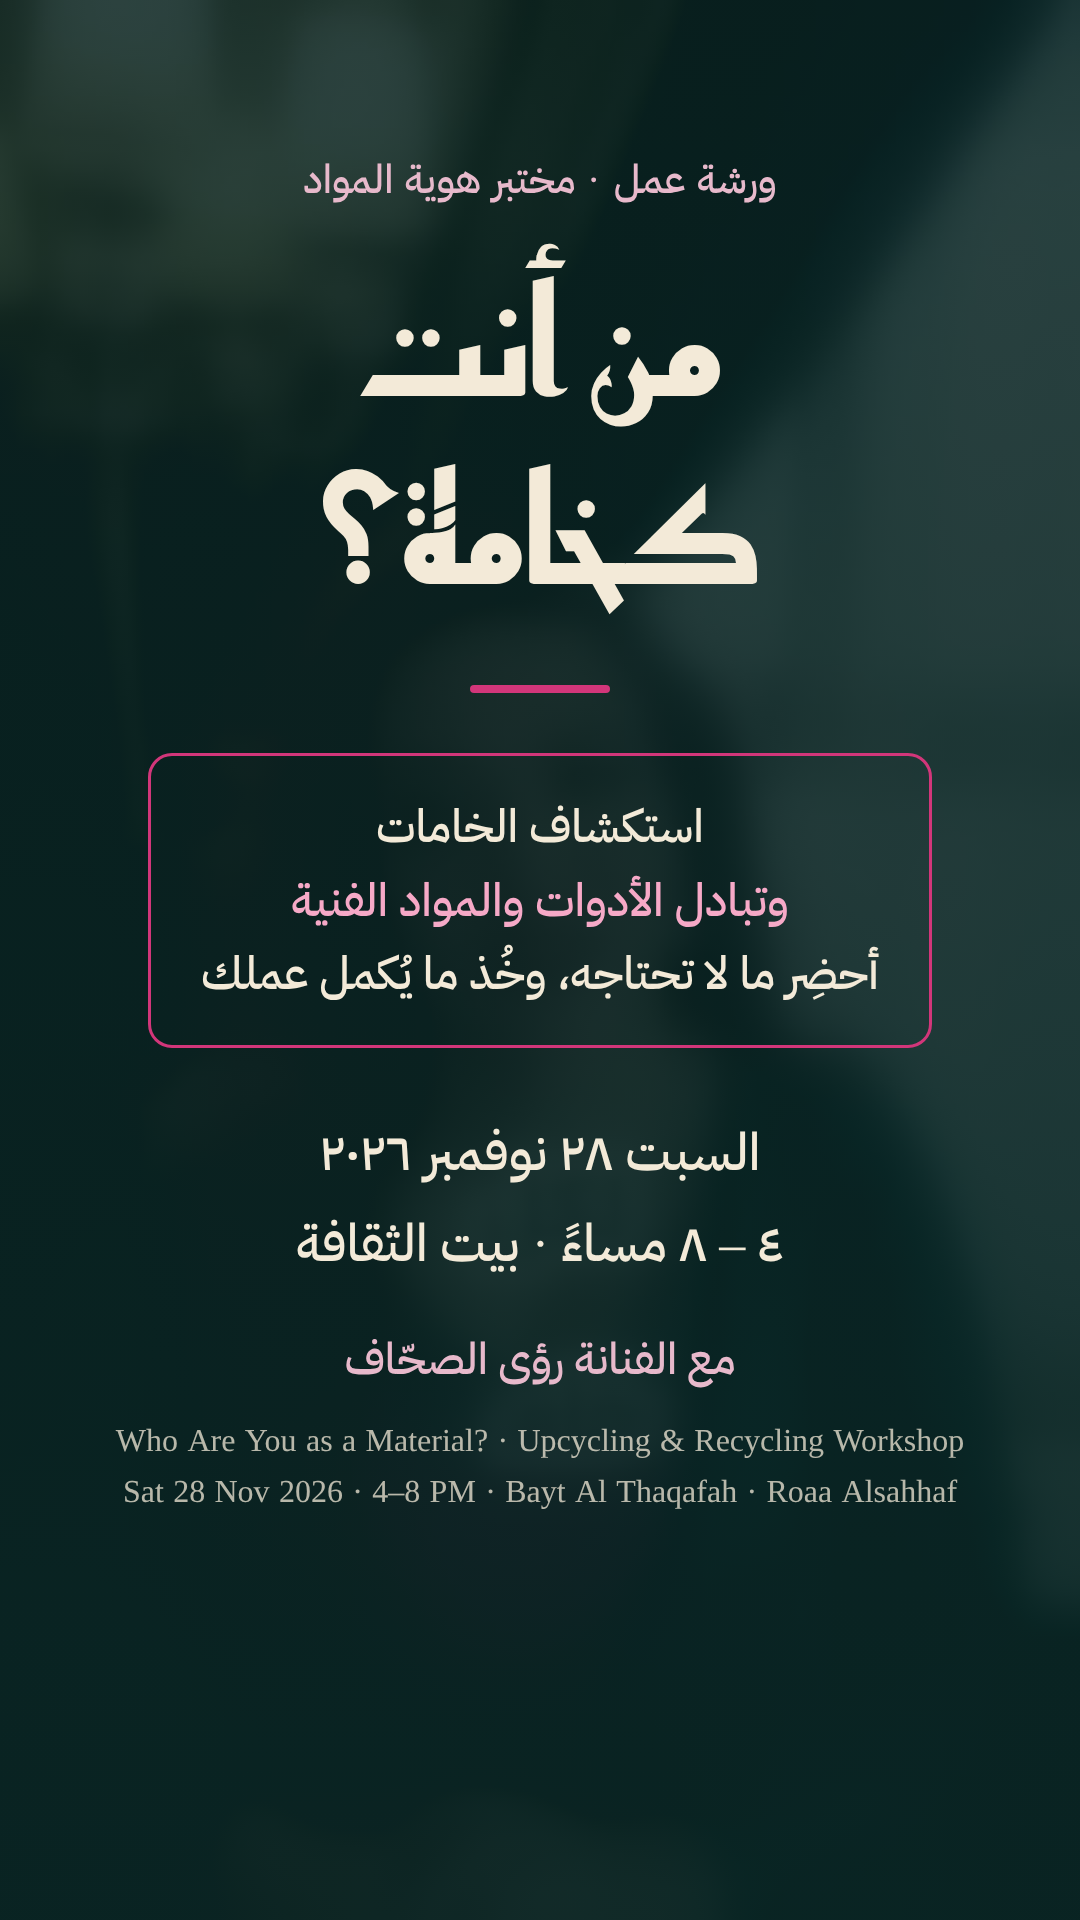 ورشة عمل · مختبر هوية المواد
من أنت
كخامة؟
استكشاف الخامات
وتبادل الأدوات والمواد الفنية
أحضِر ما لا تحتاجه، وخُذ ما يُكمل عملك
السبت ٢٨ نوفمبر ٢٠٢٦
٤ – ٨ مساءً · بيت الثقافة
مع الفنانة رؤى الصحّاف
Who Are You as a Material? · Upcycling & Recycling Workshop
Sat 28 Nov 2026 · 4–8 PM · Bayt Al Thaqafah · Roaa Alsahhaf